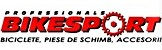 PROFESSIONALS
BIKESPORT
BICICLETE, PIESE DE SCHIMB, ACCESORII